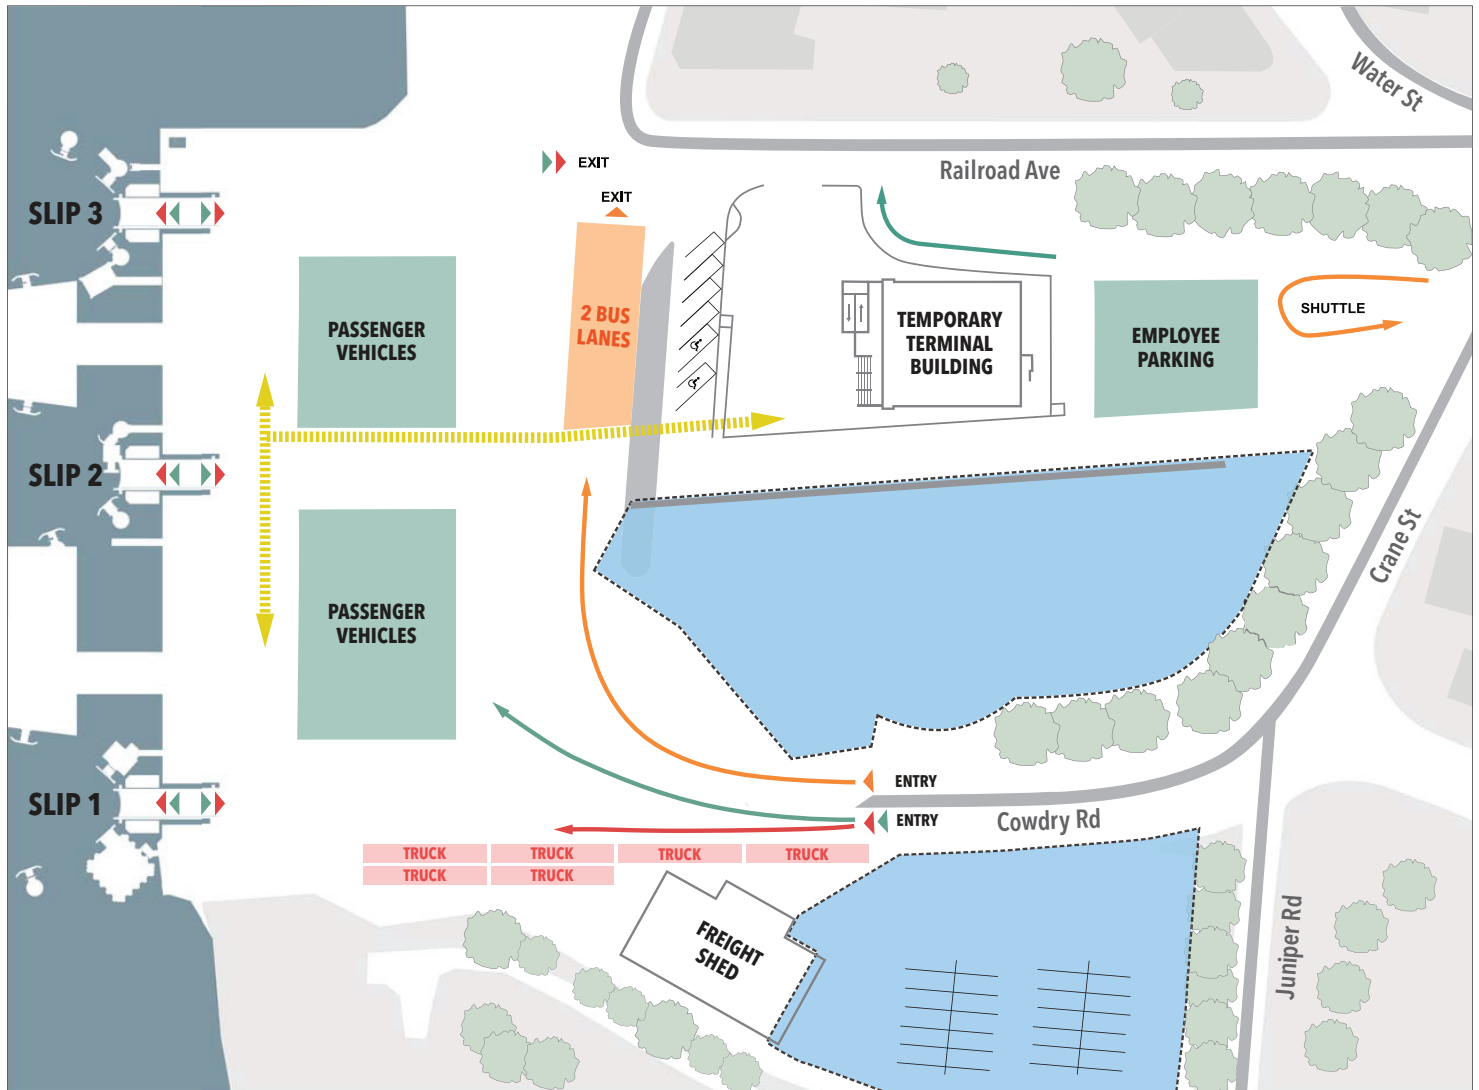 Water St
Railroad Ave
EXIT
EXIT
SLIP 3
2 BUS
LANES
PASSENGER
VEHICLES
TEMPORARY
TERMINAL
BUILDING
EMPLOYEE
PARKING
SHUTTLE
SLIP 2
Crane St
PASSENGER
VEHICLES
ENTRY
SLIP 1
ENTRY
Cowdry Rd
TRUCK
TRUCK
TRUCK
TRUCK
TRUCK
TRUCK
FREIGHT
SHED
Juniper Rd